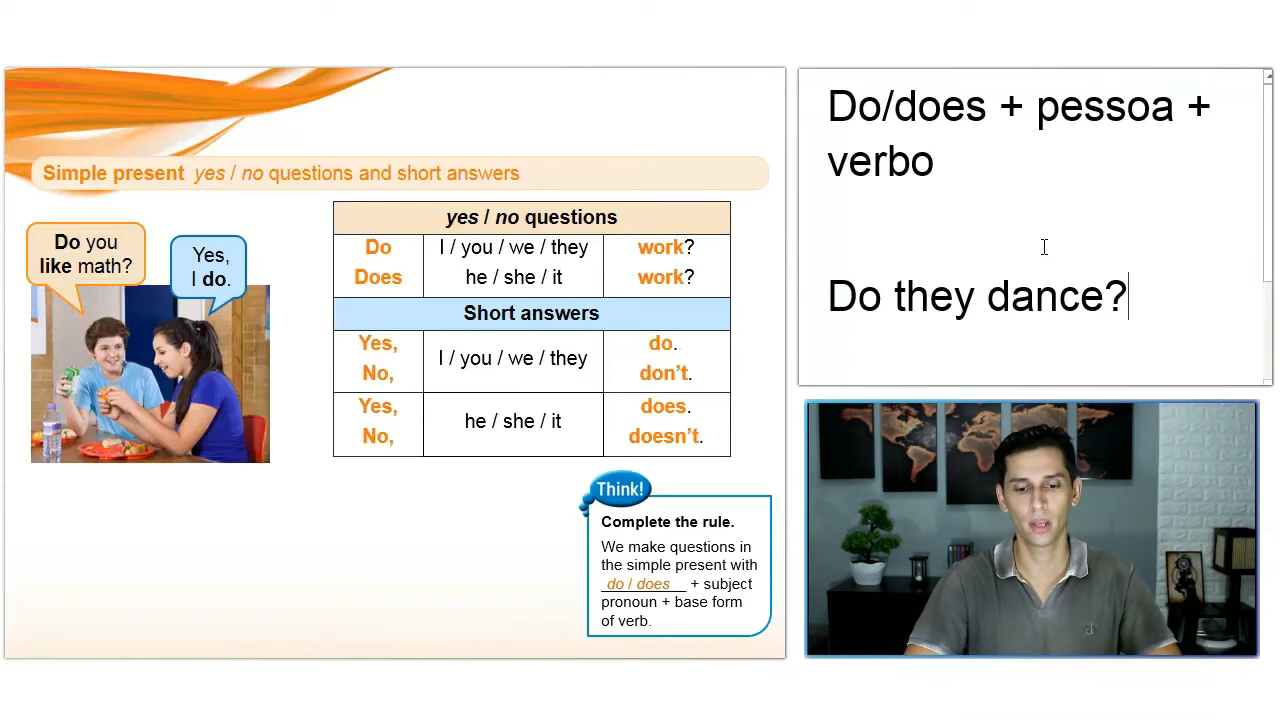 Simple present yes / no questions and short answers
Do you
like math?
Yes,
I do.
yes / no questions
Do I / you / we / they work?
Does he / she / it work?
Short answers
Yes, I / you / we / they do.
No, don't.
Yes, he / she / it does.
No, doesn't.
Think!
Complete the rule.
We make questions in
the simple present with
do / does + subject
pronoun + base form
of verb.
Do/does + pessoa +
verbo
Do they dance?